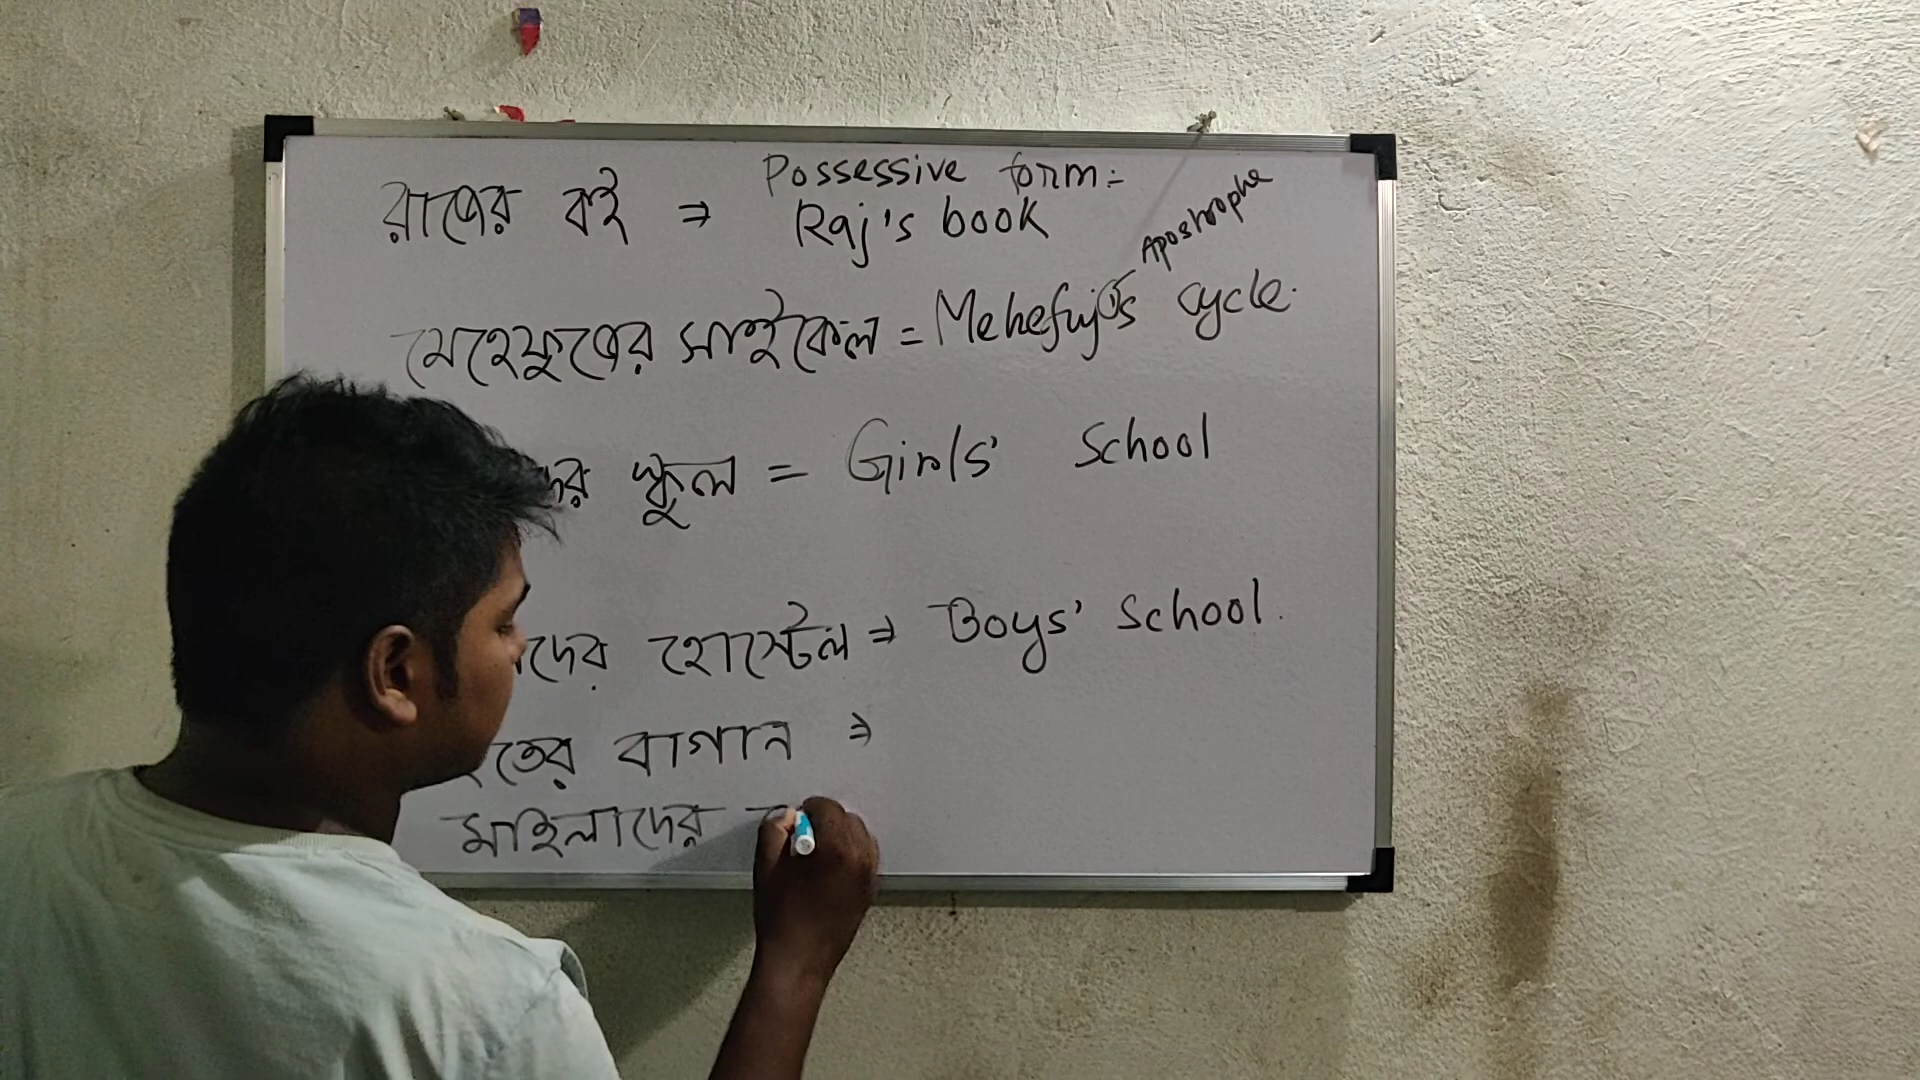 Possessive form:-
রাজের বই ⇒ Raj's book
Apostrophe
মেহেফুজের সাইকেল = Mehefuj's cycle.
স্কুল = Girls' School
হোস্টেল ⇒ Boys' School.
বাগান ⇒
মহিলাদের